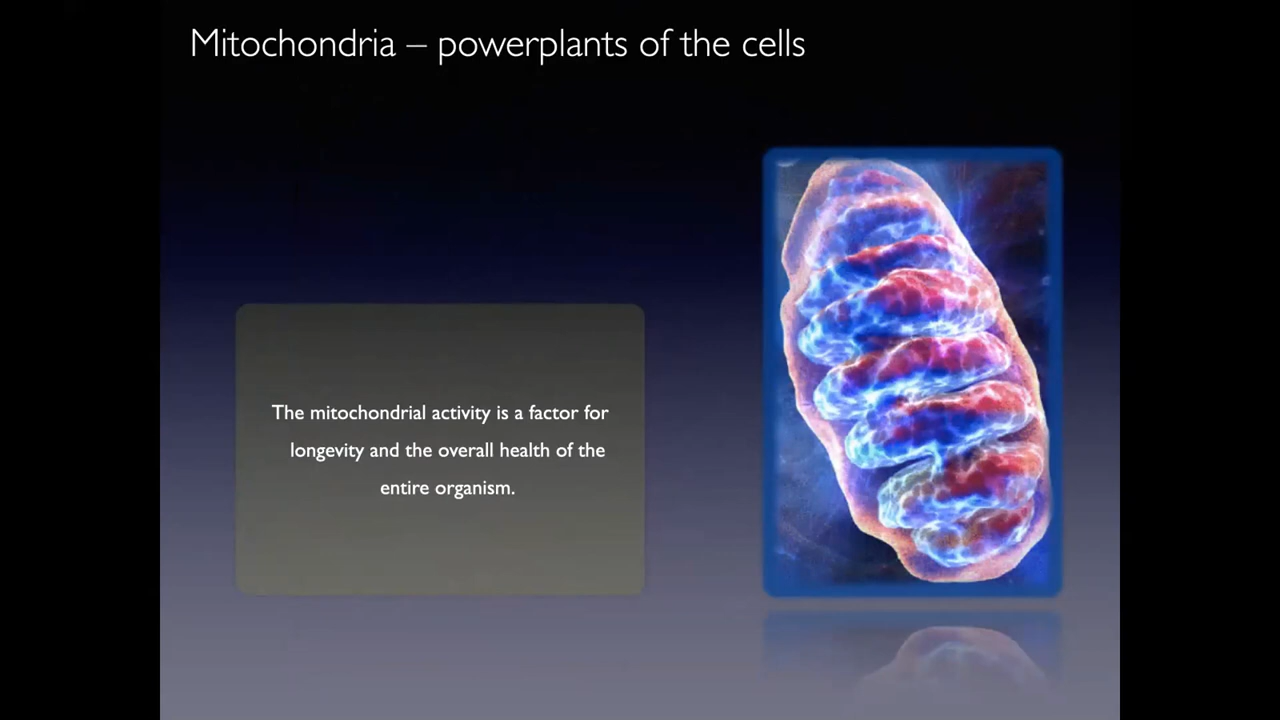 Mitochondria – powerplants of the cells
The mitochondrial activity is a factor for
longevity and the overall health of the
entire organism.